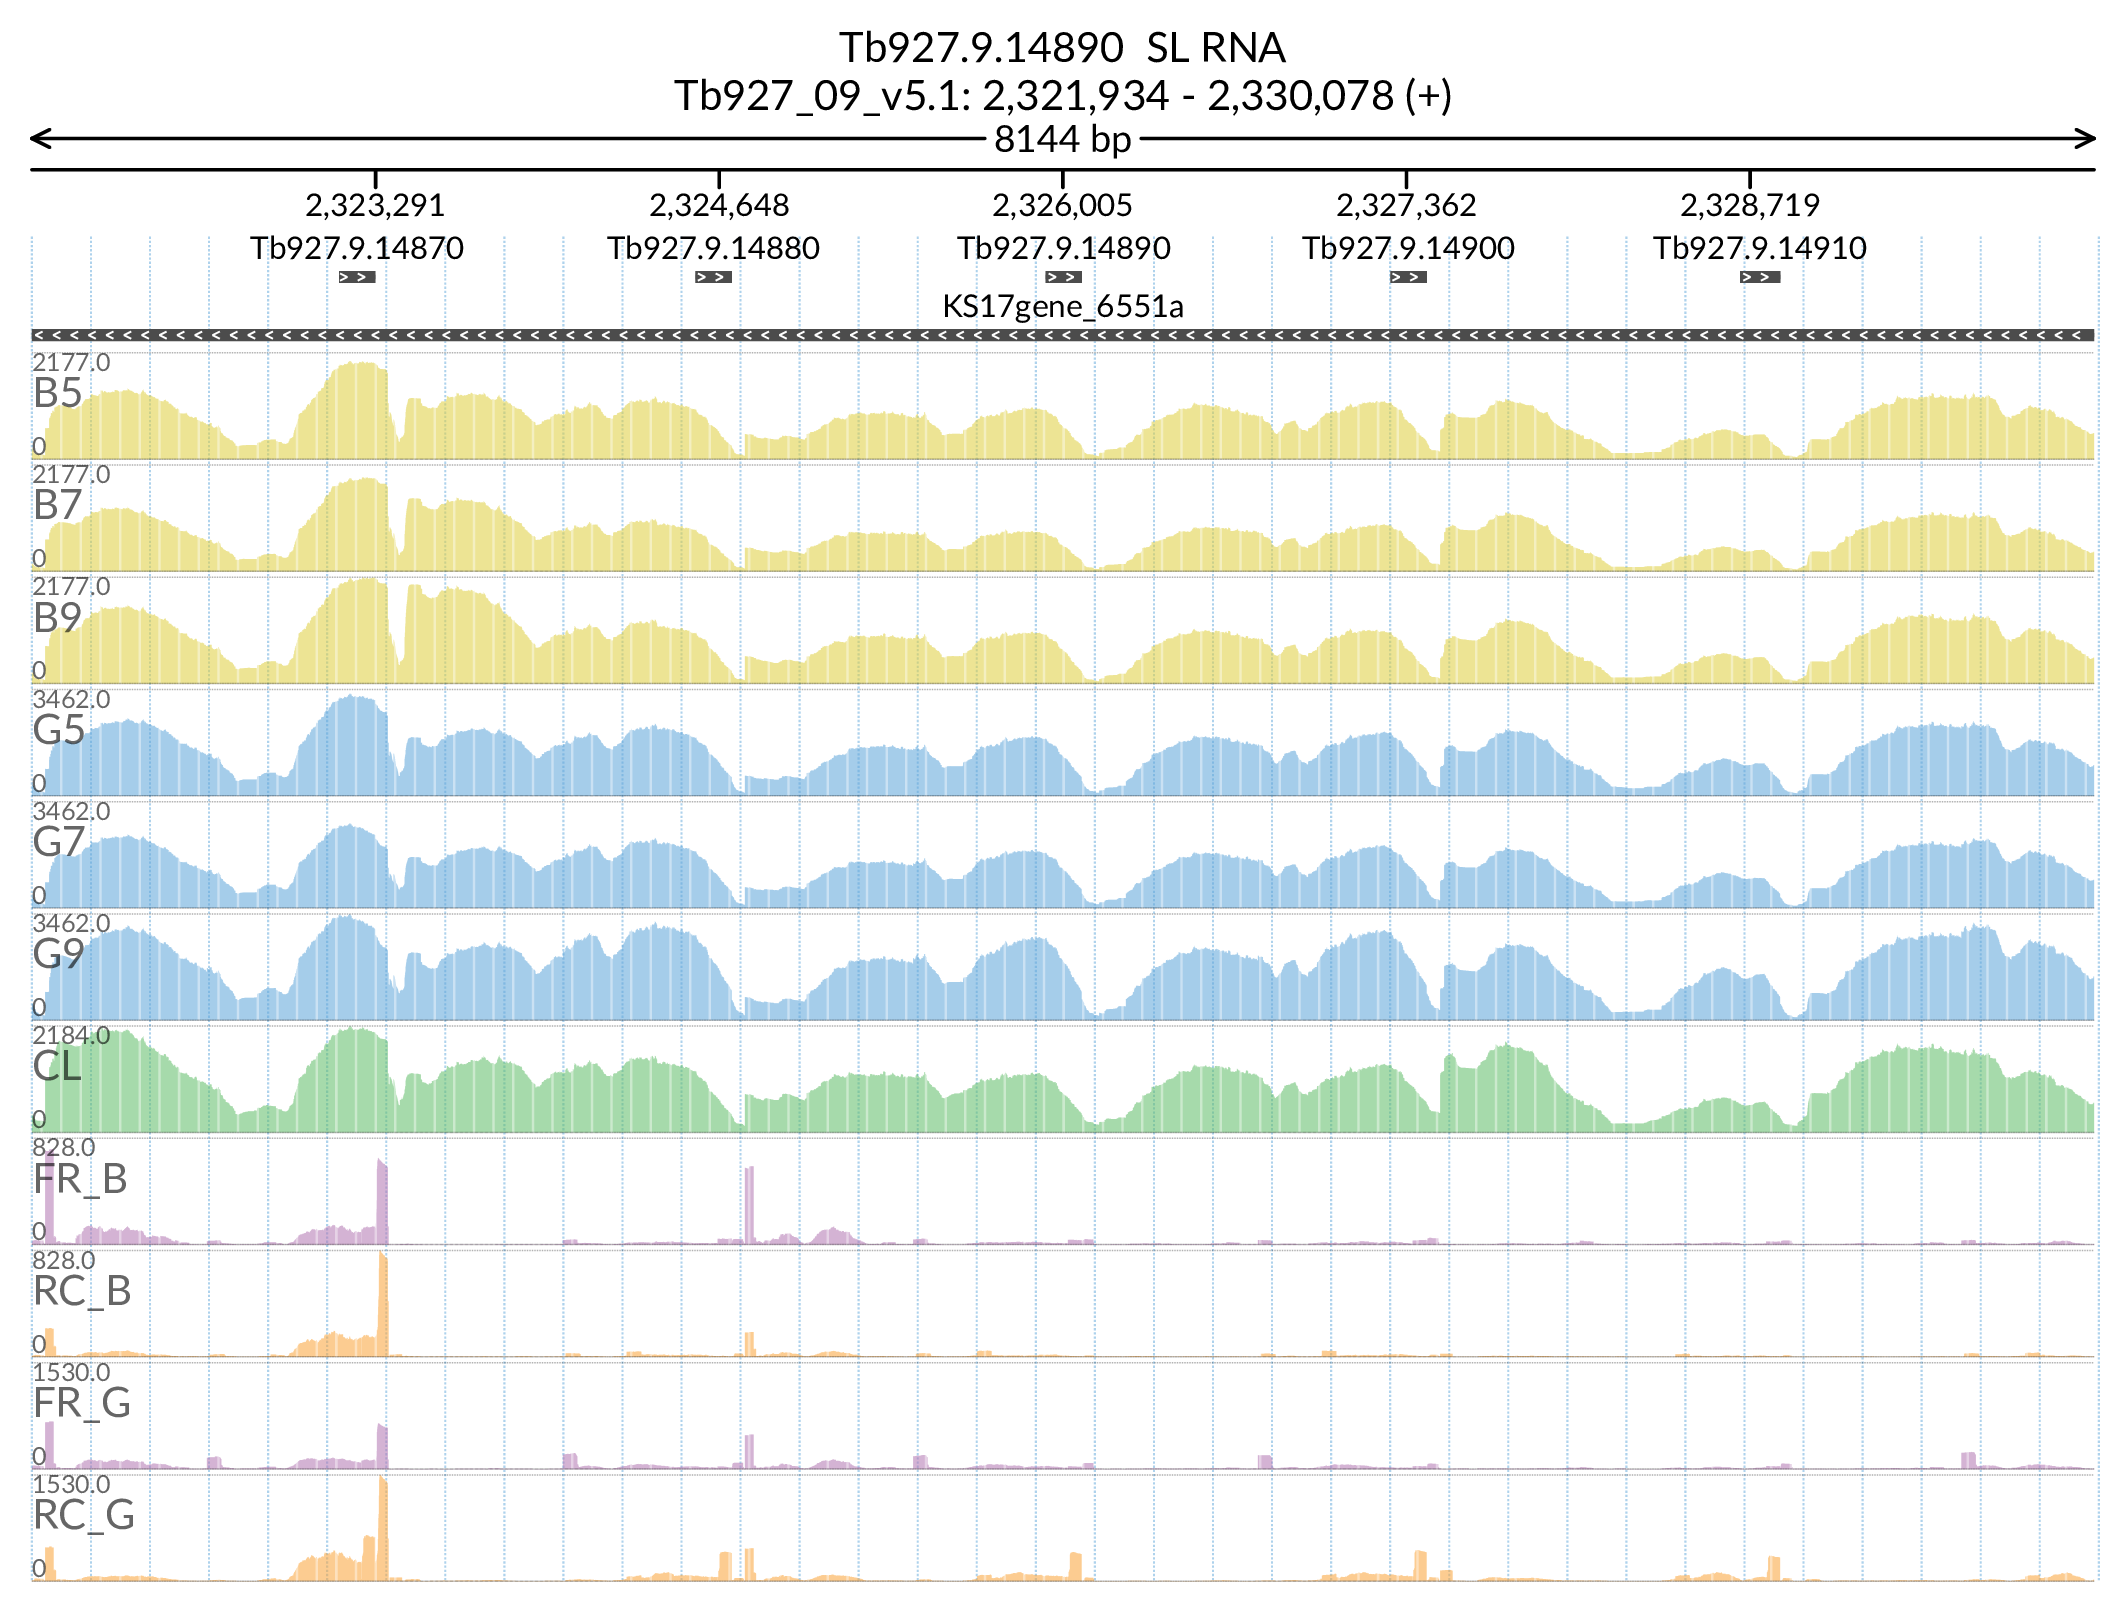 Tb927.9.14890 SL RNA
Tb927_09_v5.1: 2,321,934 - 2,330,078 (+)
8144 bp
2,323,291 2,324,648 2,326,005 2,327,362 2,328,719
Tb927.9.14870 Tb927.9.14880 Tb927.9.14890 Tb927.9.14900 Tb927.9.14910
KS17gene_6551a
2177.0
B5
0
2177.0
B7
0
2177.0
B9
0
3462.0
G5
0
3462.0
G7
0
3462.0
G9
0
2184.0
CL
0
828.0
FR_B
0
828.0
RC_B
0
1530.0
FR_G
0
1530.0
RC_G
0